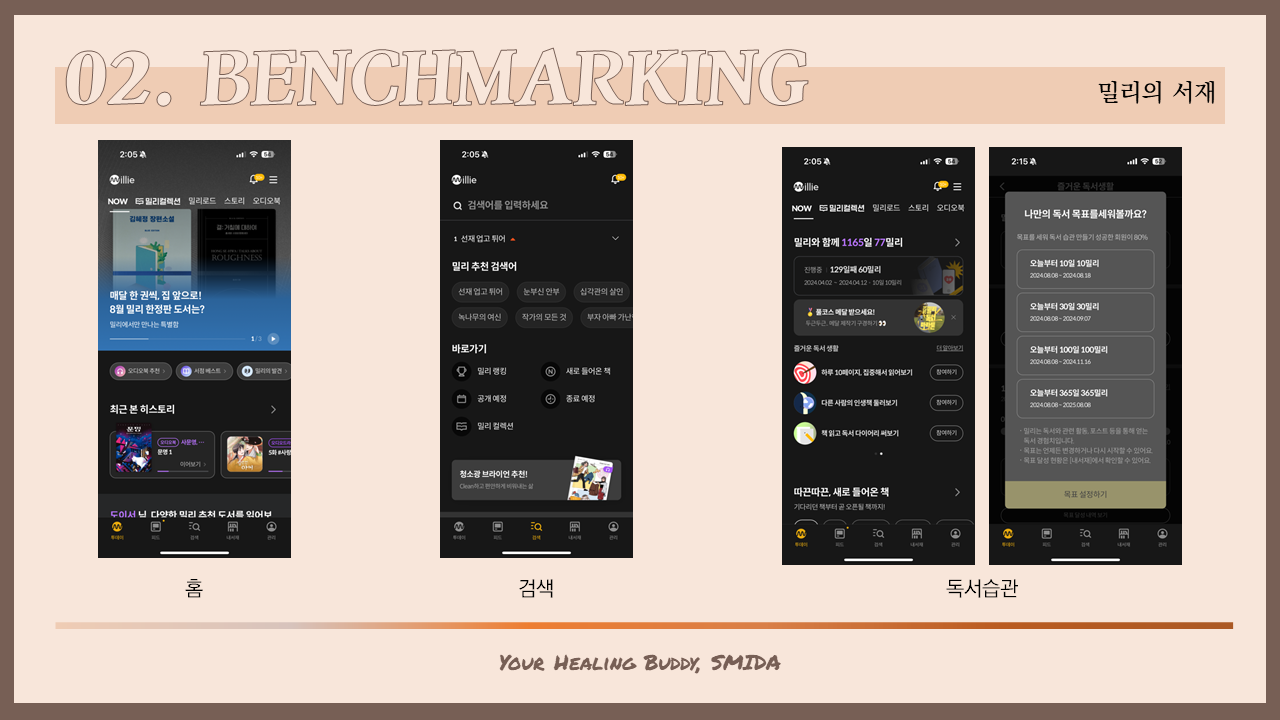 02. BENCHMARKING
밀리의 서재
2:05
Millie
NOW 밀리컬렉션 밀리로드 스토리 오디오북
김혜정 장편소설
ROUGHNESS
매달 한 권씩, 집 앞으로!
8월 밀리 한정판 도서는?
밀리에서만 만나는 특별함
1 / 3
오디오북 추천
서점 베스트
밀리의 발견
최근 본 히스토리
오디오북
운명 1
이어보기
투데이 피드 검색 내서재 관리
홈
2:05
Millie
검색어를 입력하세요
1 선재 업고 튀어
밀리 추천 검색어
선재 업고 튀어 눈부신 안부 십각관의 살인
녹나무의 여신 작가의 모든 것
바로가기
밀리 랭킹 새로 들어온 책
공개 예정 종료 예정
밀리 컬렉션
청소광 브라이언 추천!
Clean하고 편안하게 비워내는 삶
투데이 피드 검색 내서재 관리
검색
2:05
Millie
NOW 밀리컬렉션 밀리로드 스토리 오디오북
밀리와 함께 1165일 77밀리
진행중 129일째 60밀리
2024.04.02 ~ 2024.04.12 · 10일 10밀리
풀코스 메달 받으세요!
두근두근, 메달 제작기 구경하기
즐거운 독서 생활 더 알아보기
하루 10페이지, 집중해서 읽어보기 참여하기
다른 사람의 인생책 둘러보기 참여하기
책 읽고 독서 다이어리 써보기 참여하기
따끈따끈, 새로 들어온 책
기다리던 책부터 곧 오픈될 책까지!
투데이 피드 검색 내서재 관리
2:15
즐거운 독서생활
나만의 독서 목표를세워볼까요?
목표를 세워 독서 습관 만들기 성공한 회원이 80%
오늘부터 10일 10밀리
2024.08.08 ~ 2024.08.18
오늘부터 30일 30밀리
2024.08.08 ~ 2024.09.07
오늘부터 100일 100밀리
2024.08.08 ~ 2024.11.16
오늘부터 365일 365밀리
2024.08.08 ~ 2025.08.08
- 밀리는 독서와 관련 활동, 포스트 등을 통해 얻는
독서 경험치입니다.
- 목표는 언제든 변경하거나 다시 시작할 수 있어요.
- 목표 달성 현황은 [내서재]에서 확인할 수 있어요.
목표 설정하기
목표 달성 내역 보기
투데이 피드 검색 내서재 관리
독서습관
Your Healing Buddy, SMIDA